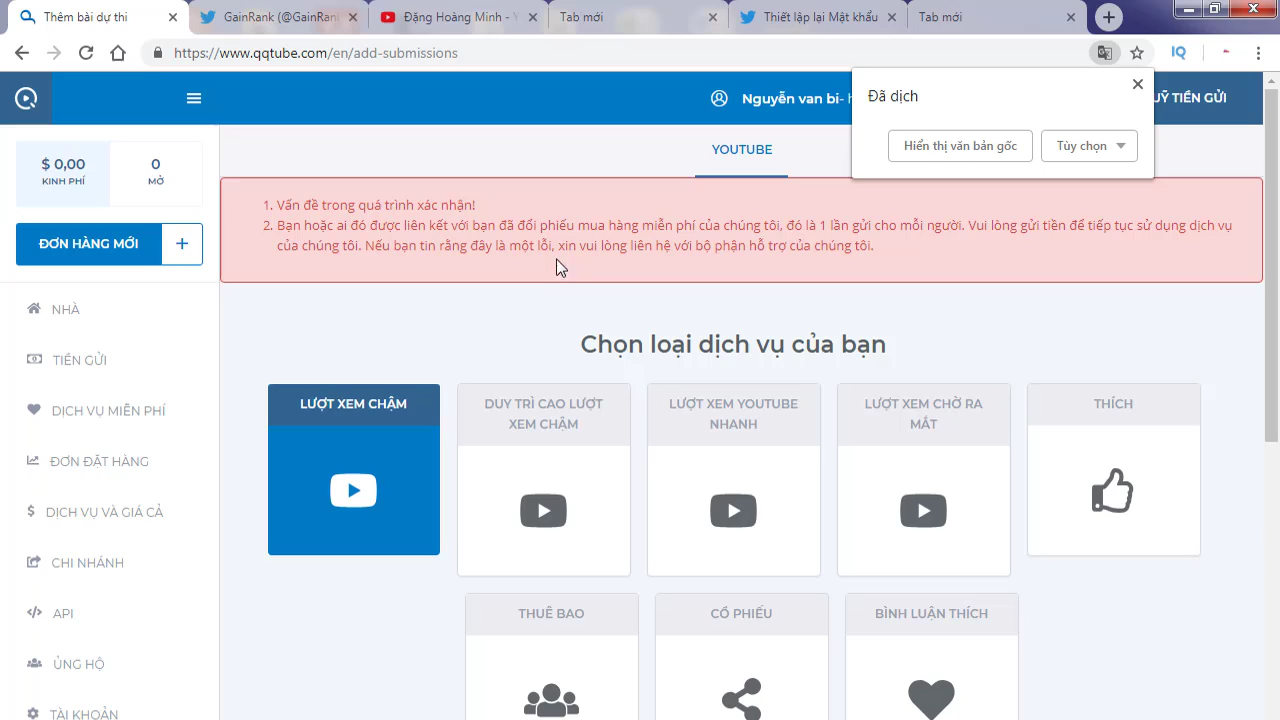 Thêm bài dự thi
GainRank (@GainRan
Đặng Hoàng Minh - Y
Tab mới
Thiết lập lại Mật khẩu
Tab mới
https://www.qqtube.com/en/add-submissions
IQ
Nguyễn van bi- h
UỸ TIỀN GỬI
Đã dịch
Hiển thị văn bản gốc
Tùy chọn
$ 0,00
KINH PHÍ
0
MỞ
ĐƠN HÀNG MỚI
+
NHÀ
TIỀN GỬI
DỊCH VỤ MIỄN PHÍ
ĐƠN ĐẶT HÀNG
DỊCH VỤ VÀ GIÁ CẢ
CHI NHÁNH
API
ỦNG HỘ
TÀI KHOẢN
YOUTUBE
1. Vấn đề trong quá trình xác nhận!
2. Bạn hoặc ai đó được liên kết với bạn đã đổi phiếu mua hàng miễn phí của chúng tôi, đó là 1 lần gửi cho mỗi người. Vui lòng gửi tiền để tiếp tục sử dụng dịch vụ
của chúng tôi. Nếu bạn tin rằng đây là một lỗi, xin vui lòng liên hệ với bộ phận hỗ trợ của chúng tôi.
Chọn loại dịch vụ của bạn
LƯỢT XEM CHẬM
DUY TRÌ CAO LƯỢT
XEM CHẬM
LƯỢT XEM YOUTUBE
NHANH
LƯỢT XEM CHỜ RA
MẮT
THÍCH
THUÊ BAO
CỔ PHIẾU
BÌNH LUẬN THÍCH